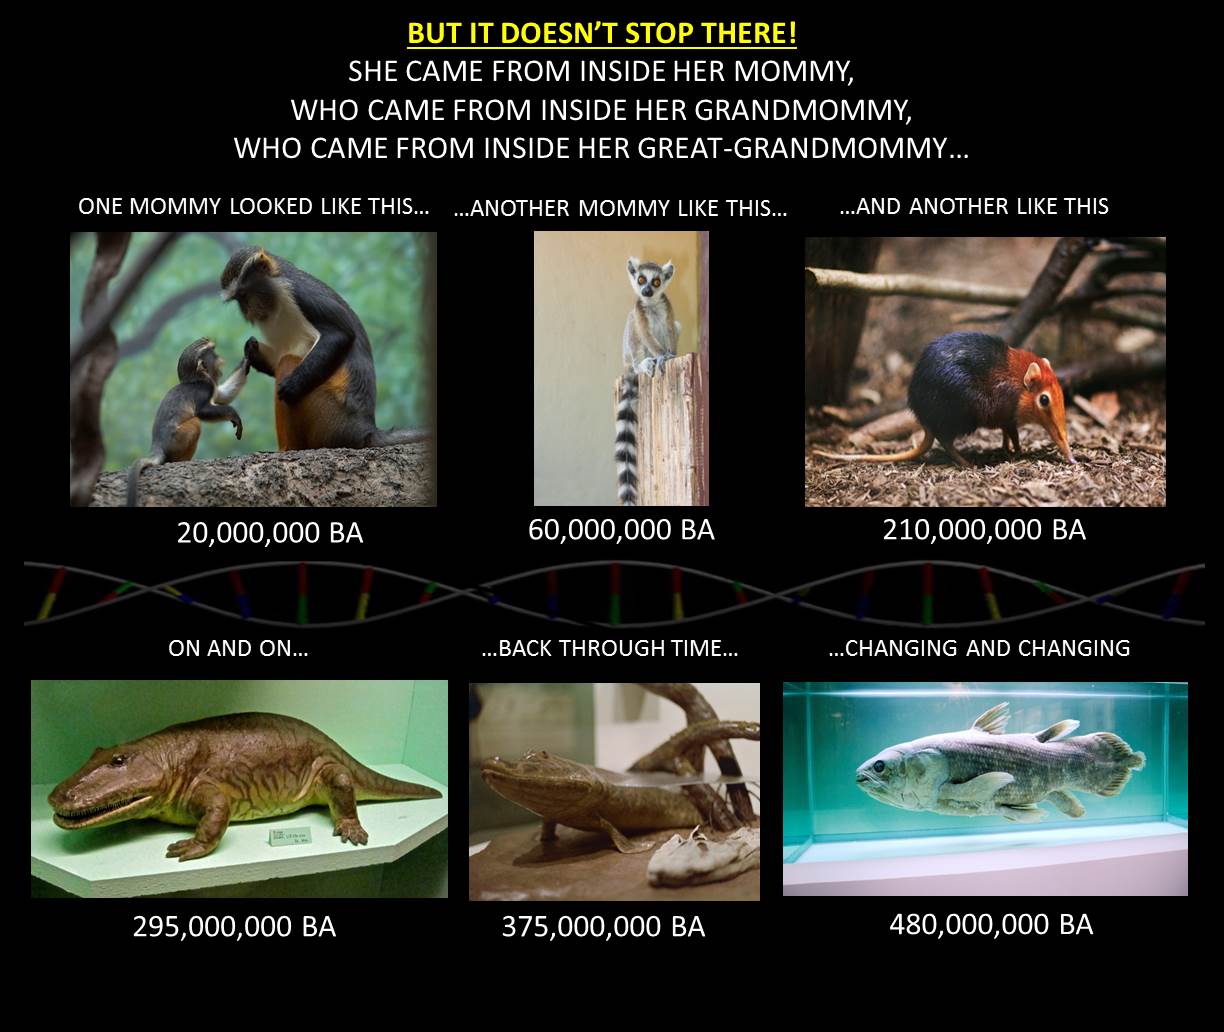 BUT IT DOESN'T STOP THERE!
SHE CAME FROM INSIDE HER MOMMY,
WHO CAME FROM INSIDE HER GRANDMOMMY,
WHO CAME FROM INSIDE HER GREAT-GRANDMOMMY…
ONE MOMMY LOOKED LIKE THIS…
…ANOTHER MOMMY LIKE THIS…
…AND ANOTHER LIKE THIS
20,000,000 BA
60,000,000 BA
210,000,000 BA
ON AND ON…
…BACK THROUGH TIME…
…CHANGING AND CHANGING
295,000,000 BA
375,000,000 BA
480,000,000 BA